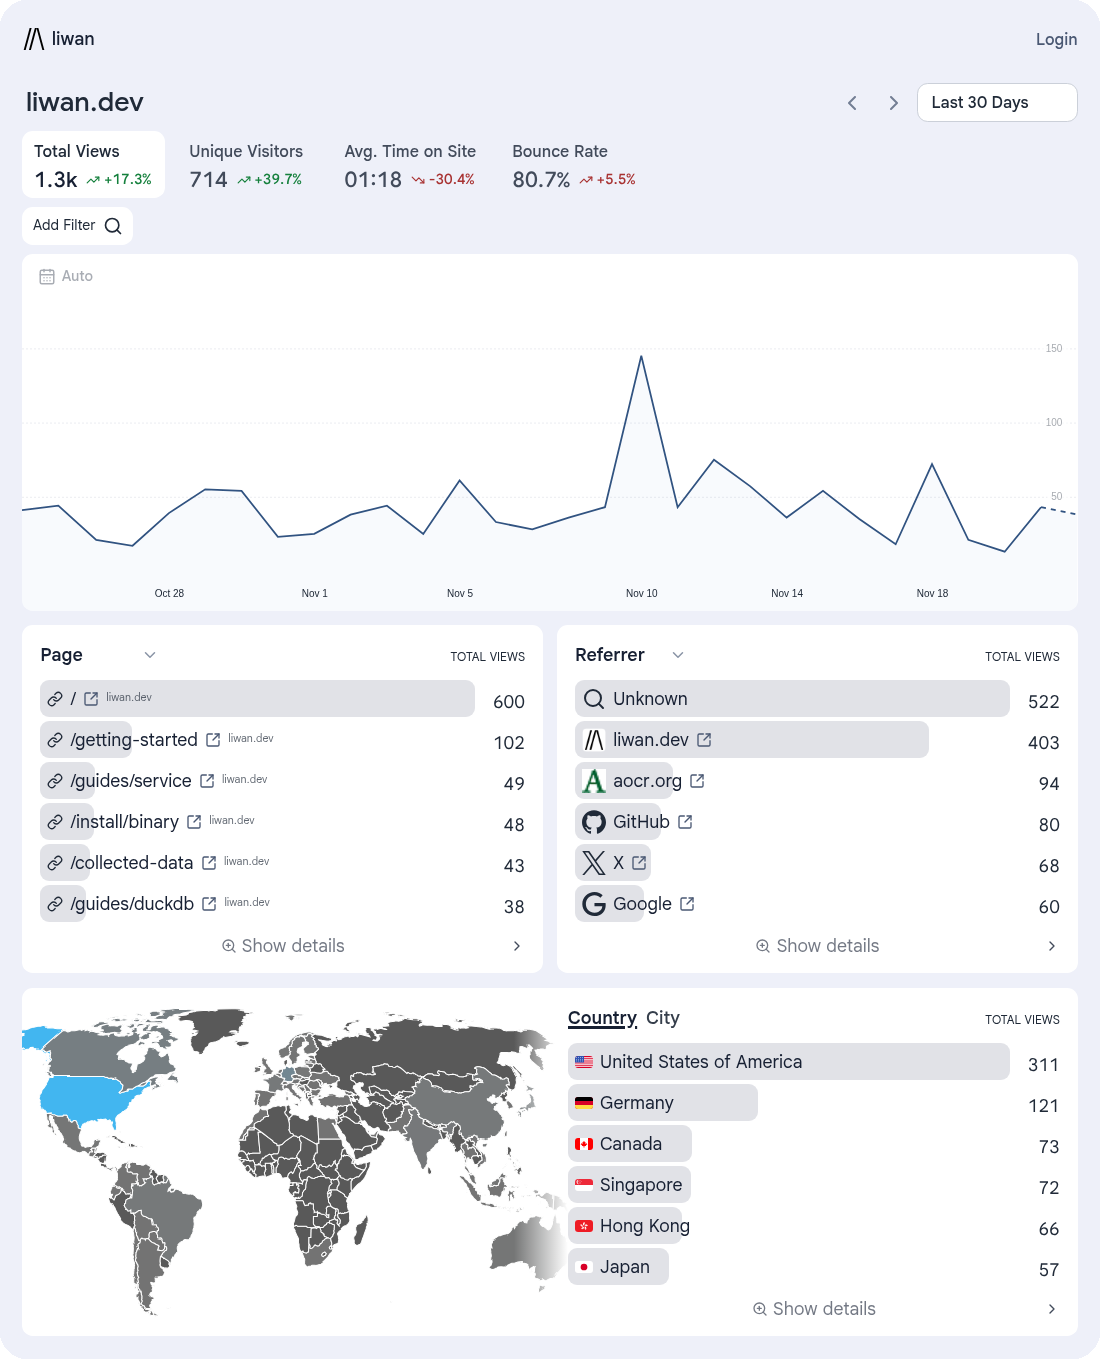 liwan
Login
liwan.dev
Last 30 Days
Total Views
1.3k +17.3%
Unique Visitors
714 +39.7%
Avg. Time on Site
01:18 -30.4%
Bounce Rate
80.7% +5.5%
Add Filter
Auto
150
100
50
Oct 28 Nov 1 Nov 5 Nov 10 Nov 14 Nov 18
Page TOTAL VIEWS
/ liwan.dev 600
/getting-started liwan.dev 102
/guides/service liwan.dev 49
/install/binary liwan.dev 48
/collected-data liwan.dev 43
/guides/duckdb liwan.dev 38
Show details
Referrer TOTAL VIEWS
Unknown 522
liwan.dev 403
aocr.org 94
GitHub 80
X 68
Google 60
Show details
Country City TOTAL VIEWS
United States of America 311
Germany 121
Canada 73
Singapore 72
Hong Kong 66
Japan 57
Show details